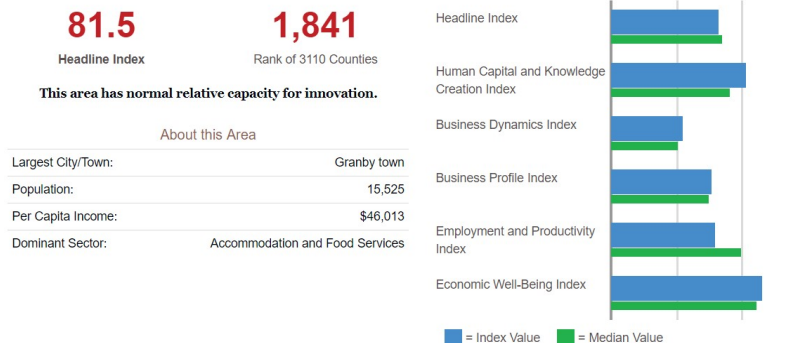 81.5
Headline Index
1,841
Rank of 3110 Counties
This area has normal relative capacity for innovation.
About this Area
Largest City/Town: Granby town
Population: 15,525
Per Capita Income: $46,013
Dominant Sector: Accommodation and Food Services
Headline Index
Human Capital and Knowledge
Creation Index
Business Dynamics Index
Business Profile Index
Employment and Productivity
Index
Economic Well-Being Index
= Index Value = Median Value